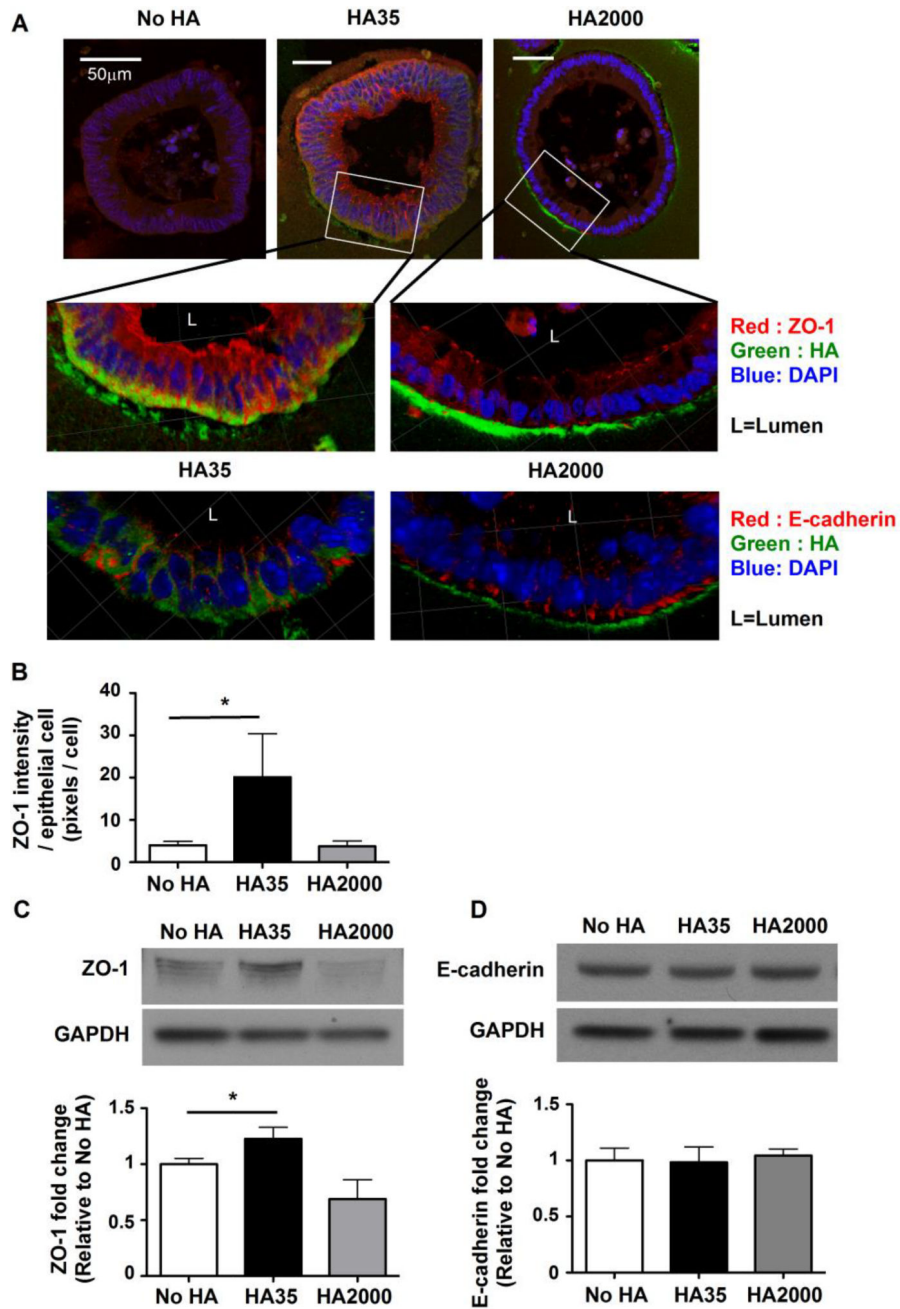 A
No HA
HA35
HA2000
50µm
L
L
Red : ZO-1
Green : HA
Blue: DAPI
L=Lumen
HA35
HA2000
L
L
Red : E-cadherin
Green : HA
Blue: DAPI
L=Lumen
B
ZO-1 intensity
/ epithelial cell
(pixels / cell)
40
30
20
10
0
*
No HA
HA35
HA2000
C
No HA
HA35
HA2000
ZO-1
GAPDH
ZO-1 fold change
(Relative to No HA)
1.5
1
0.5
0
*
No HA
HA35
HA2000
D
No HA
HA35
HA2000
E-cadherin
GAPDH
E-cadherin fold change
(Relative to No HA)
1.5
1
0.5
0
No HA
HA35
HA2000